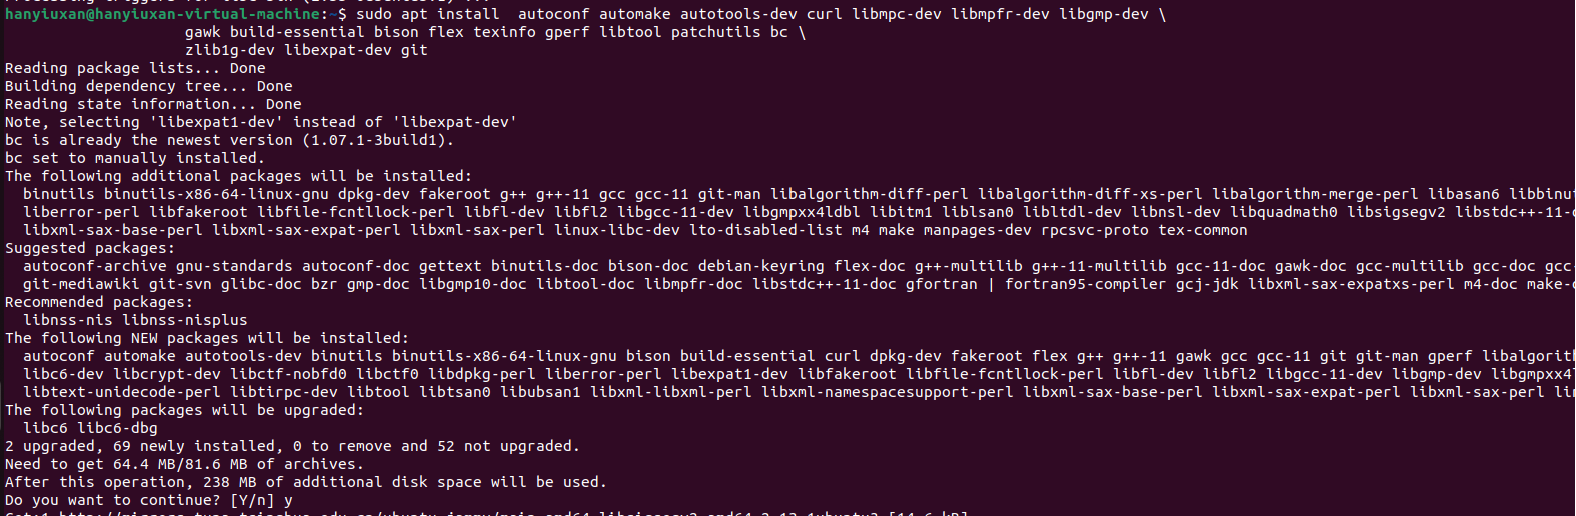 hanyiuxan@hanyiuxan-virtual-machine:~$ sudo apt install  autoconf automake autotools-dev curl libmpc-dev libmpfr-dev libgmp-dev \
                    gawk build-essential bison flex texinfo gperf libtool patchutils bc \
                    zlib1g-dev libexpat-dev git
Reading package lists... Done
Building dependency tree... Done
Reading state information... Done
Note, selecting 'libexpat1-dev' instead of 'libexpat-dev'
bc is already the newest version (1.07.1-3build1).
bc set to manually installed.
The following additional packages will be installed:
  binutils binutils-x86-64-linux-gnu dpkg-dev fakeroot g++ g++-11 gcc gcc-11 git-man libalgorithm-diff-perl libalgorithm-diff-xs-perl libalgorithm-merge-perl libasan6 libbinut
  liberror-perl libfakeroot libfile-fcntllock-perl libfl-dev libfl2 libgcc-11-dev libgmpxx4ldbl libitm1 liblsan0 libltdl-dev libnsl-dev libquadmath0 libsigsegv2 libstdc++-11-
  libxml-sax-base-perl libxml-sax-expat-perl libxml-sax-perl linux-libc-dev lto-disabled-list m4 make manpages-dev rpcsvc-proto tex-common
Suggested packages:
  autoconf-archive gnu-standards autoconf-doc gettext binutils-doc bison-doc debian-keyring flex-doc g++-multilib g++-11-multilib gcc-11-doc gawk-doc gcc-multilib gcc-doc gcc-
  git-mediawiki git-svn glibc-doc bzr gmp-doc libgmp10-doc libtool-doc libmpfr-doc libstdc++-11-doc gfortran | fortran95-compiler gcj-jdk libxml-sax-expatxs-perl m4-doc make-
Recommended packages:
  libnss-nis libnss-nisplus
The following NEW packages will be installed:
  autoconf automake autotools-dev binutils binutils-x86-64-linux-gnu bison build-essential curl dpkg-dev fakeroot flex g++ g++-11 gawk gcc gcc-11 git git-man gperf libalgorit
  libc6-dev libcrypt-dev libctf-nobfd0 libctf0 libdpkg-perl liberror-perl libexpat1-dev libfakeroot libfile-fcntllock-perl libfl-dev libfl2 libgcc-11-dev libgmp-dev libgmpxx4l
  libtext-unidecode-perl libtirpc-dev libtool libtsan0 libubsan1 libxml-libxml-perl libxml-namespacesupport-perl libxml-sax-base-perl libxml-sax-expat-perl libxml-sax-perl li
The following packages will be upgraded:
  libc6 libc6-dbg
2 upgraded, 69 newly installed, 0 to remove and 52 not upgraded.
Need to get 64.4 MB/81.6 MB of archives.
After this operation, 238 MB of additional disk space will be used.
Do you want to continue? [Y/n] y